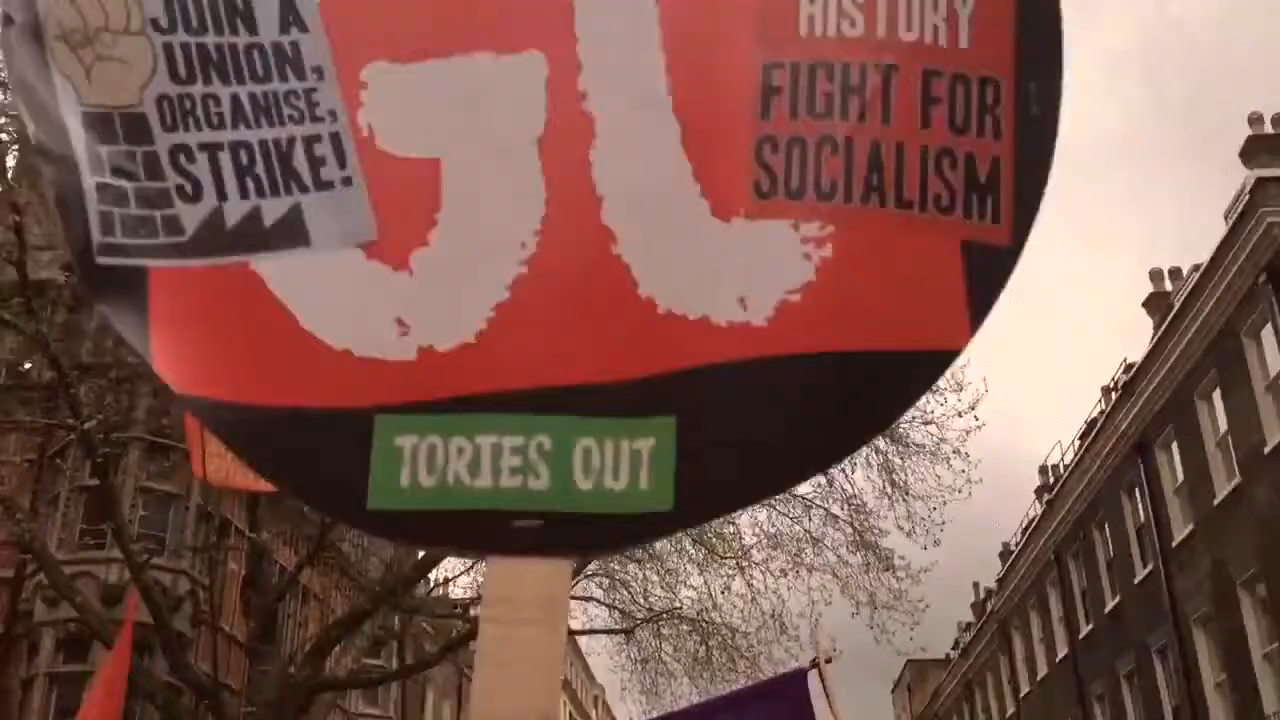 JOIN A
UNION,
ORGANISE,
STRIKE!
HISTORY
FIGHT FOR
SOCIALISM
TORIES OUT